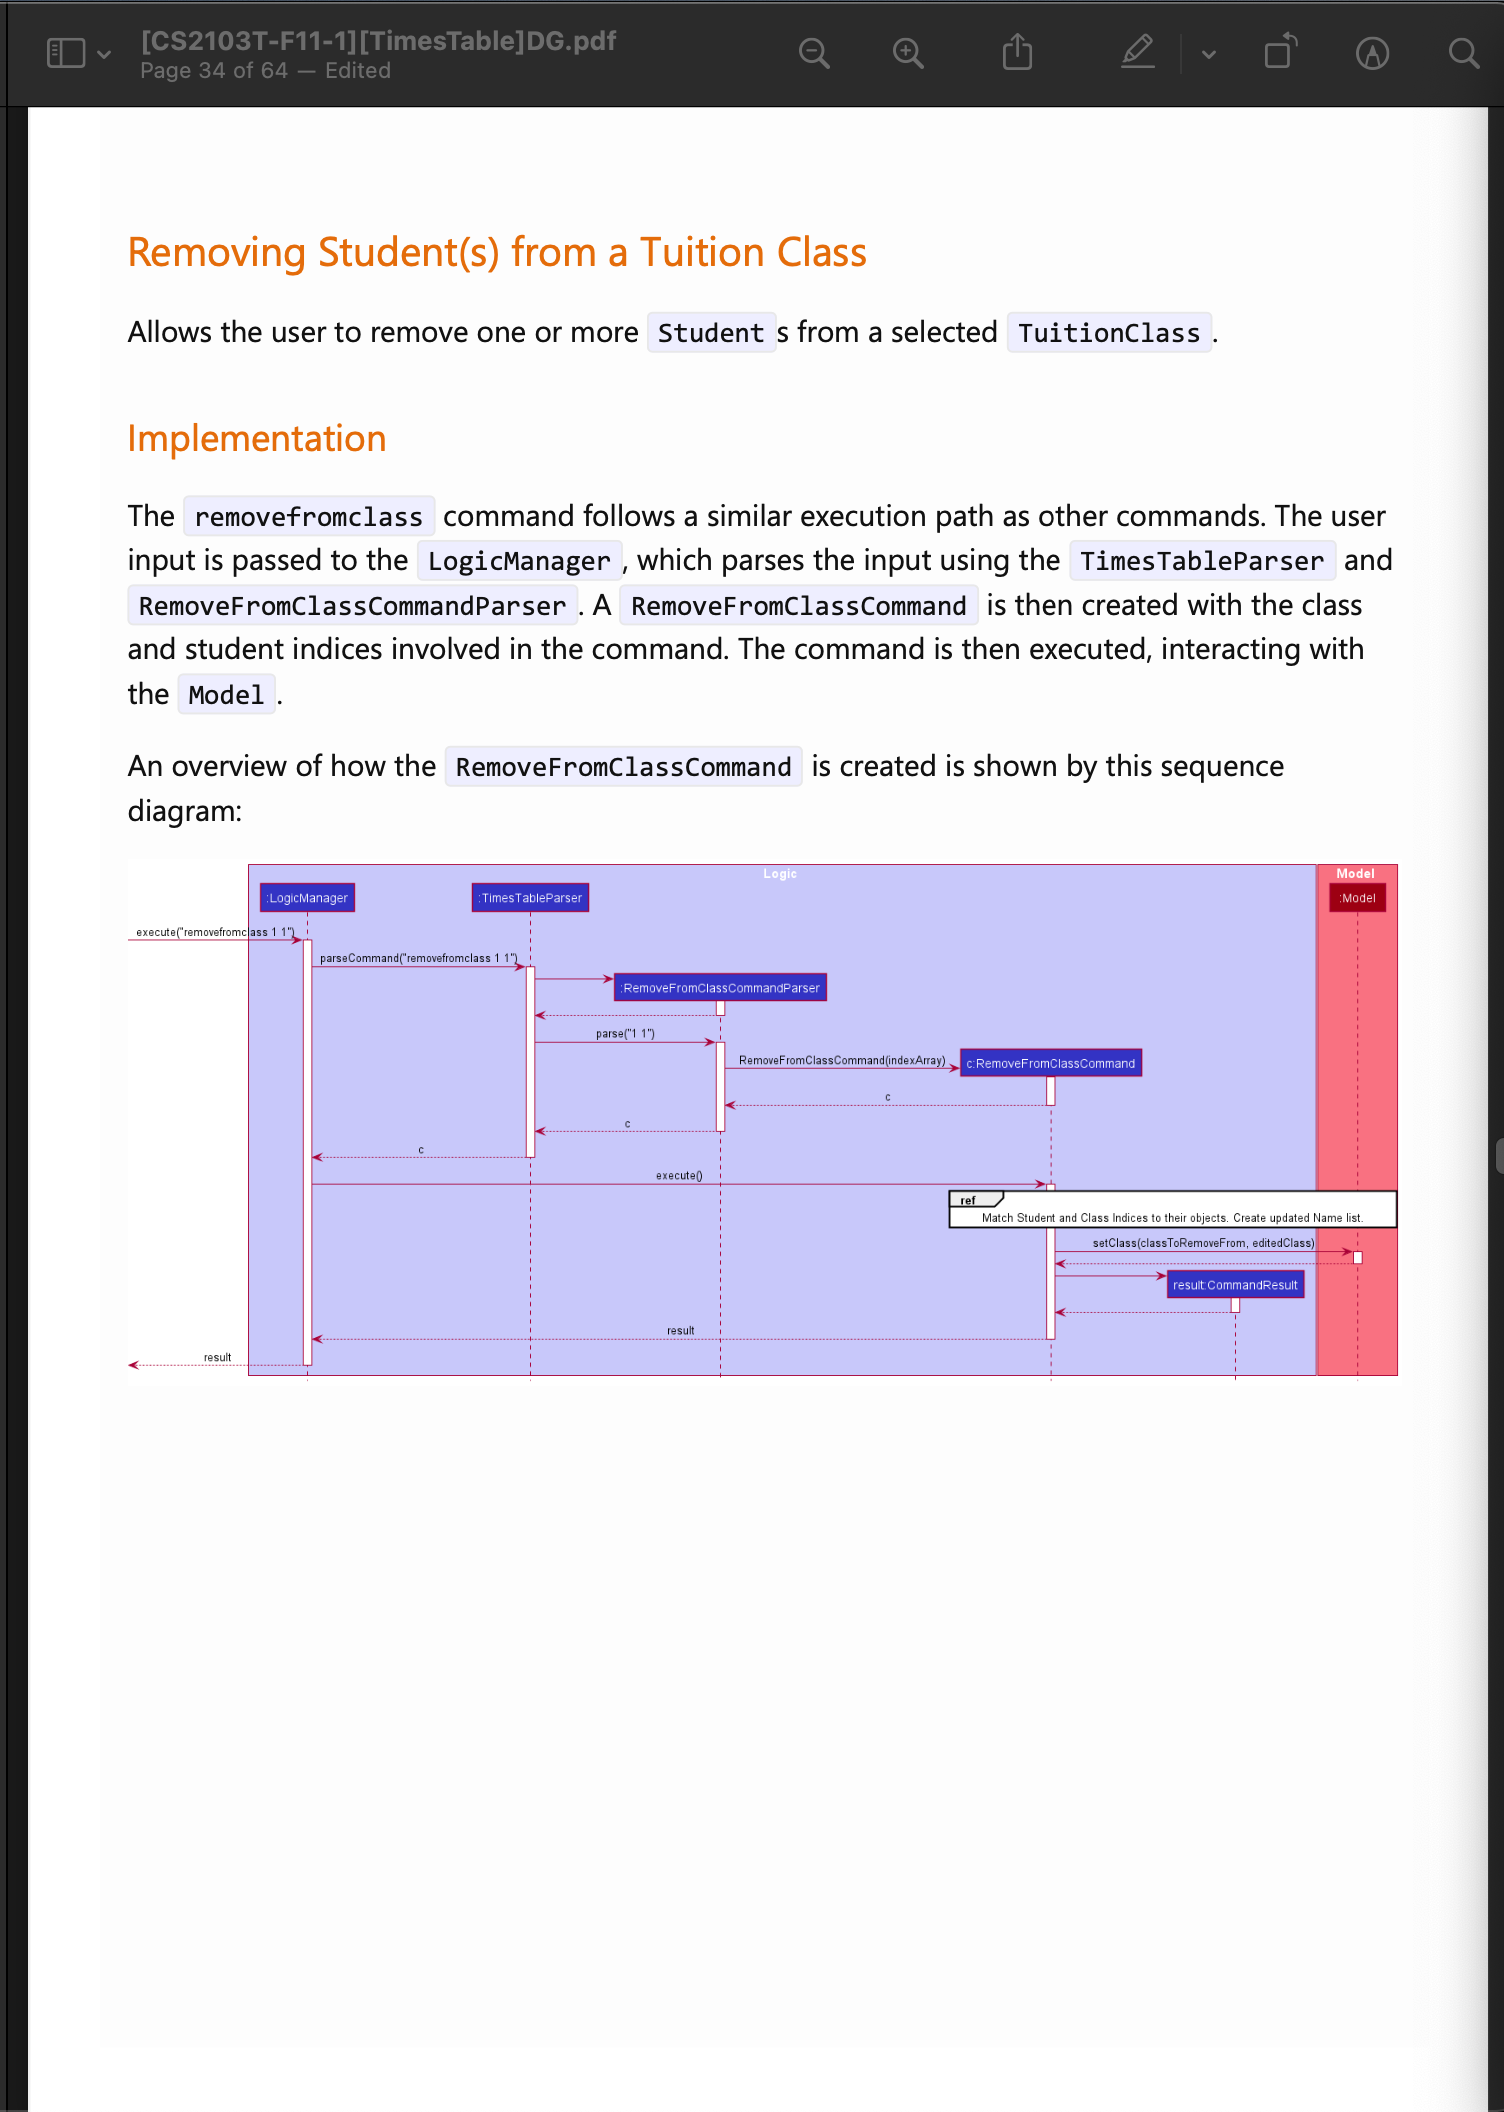 [CS2103T-F11-1][TimesTable]DG.pdf
Page 34 of 64 — Edited
Removing Student(s) from a Tuition Class
Allows the user to remove one or more Student s from a selected TuitionClass .
Implementation
The removefromclass command follows a similar execution path as other commands. The user
input is passed to the LogicManager , which parses the input using the TimesTableParser and
RemoveFromClassCommandParser . A RemoveFromClassCommand is then created with the class
and student indices involved in the command. The command is then executed, interacting with
the Model .
An overview of how the RemoveFromClassCommand is created is shown by this sequence
diagram:
Logic
Model
:LogicManager
:TimesTableParser
:Model
execute("removefromclass 1 1")
parseCommand("removefromclass 1 1")
:RemoveFromClassCommandParser
parse("1 1")
RemoveFromClassCommand(indexArray)
c:RemoveFromClassCommand
c
c
c
execute()
ref
Match Student and Class Indices to their objects. Create updated Name list.
setClass(classToRemoveFrom, editedClass)
result:CommandResult
result
result